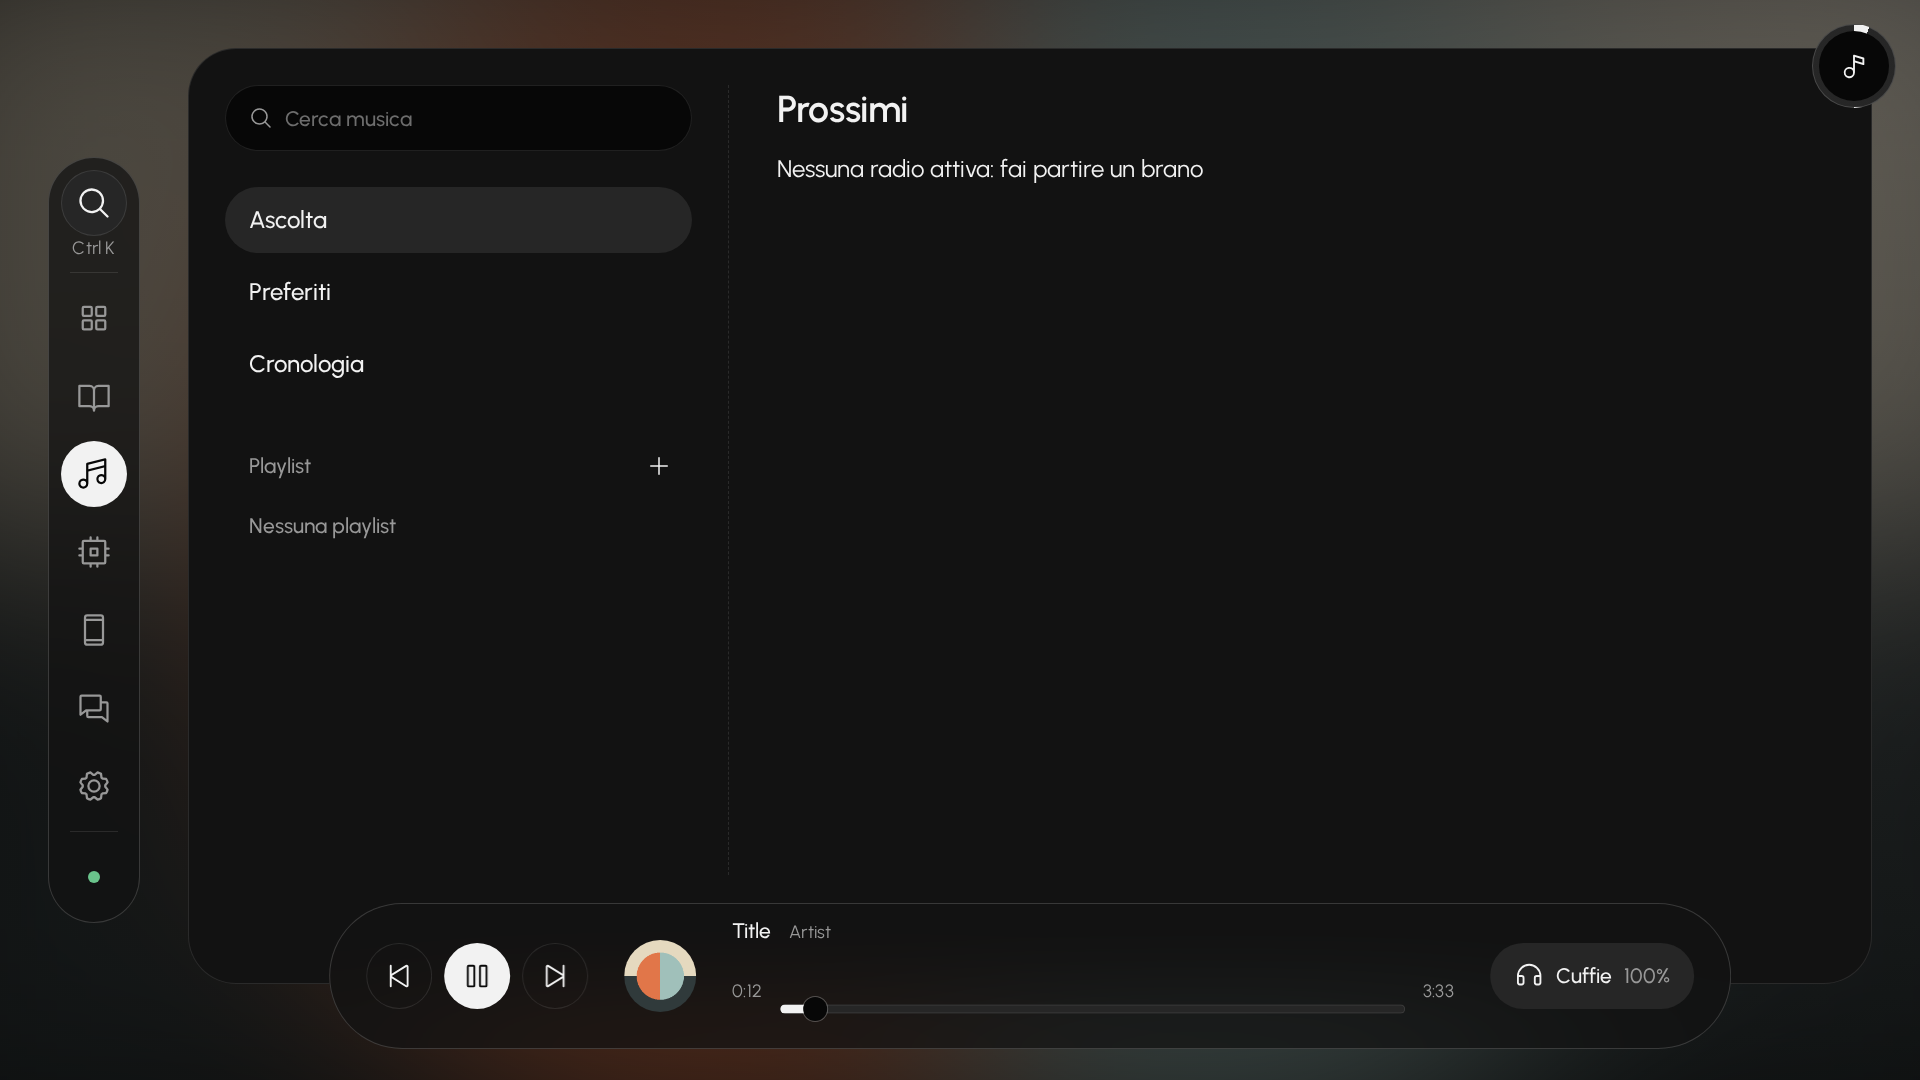 Cerca musica
Ctrl K
Ascolta
Preferiti
Cronologia
Playlist
Nessuna playlist
Prossimi
Nessuna radio attiva: fai partire un brano
Title Artist
0:12
3:33
Cuffie 100%